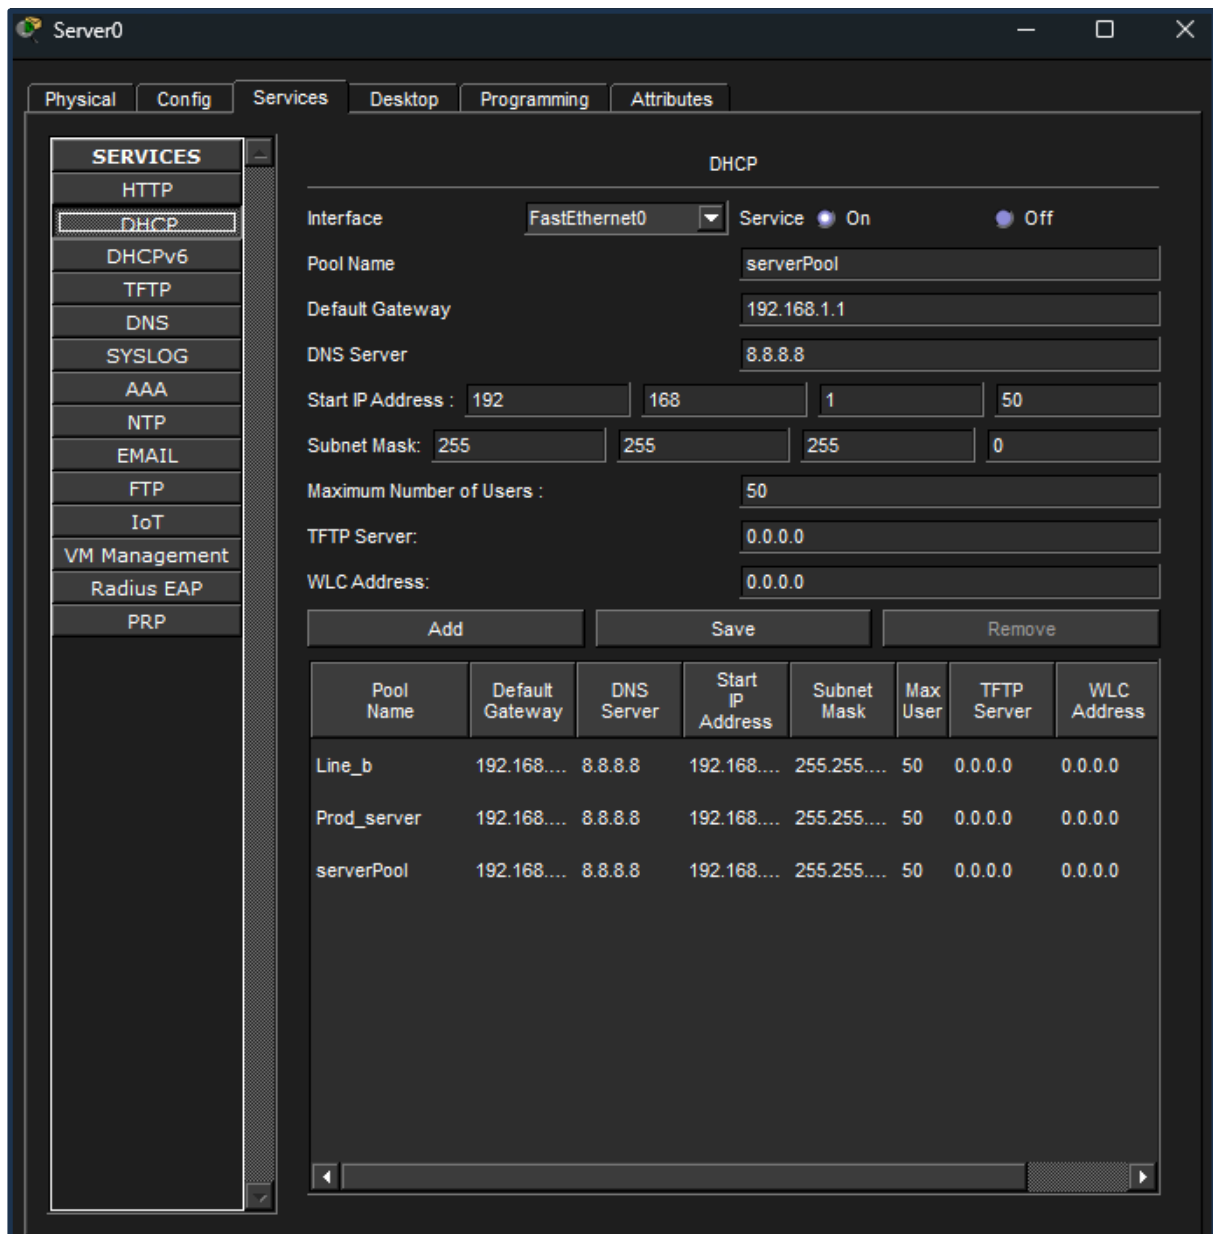 Server0
Physical Config Services Desktop Programming Attributes
SERVICES
HTTP
DHCP
DHCPv6
TFTP
DNS
SYSLOG
AAA
NTP
EMAIL
FTP
IoT
VM Management
Radius EAP
PRP
DHCP
Interface FastEthernet0 Service On Off
Pool Name serverPool
Default Gateway 192.168.1.1
DNS Server 8.8.8.8
Start IP Address : 192 168 1 50
Subnet Mask: 255 255 255 0
Maximum Number of Users : 50
TFTP Server: 0.0.0.0
WLC Address: 0.0.0.0
Add Save Remove
Pool Name Default Gateway DNS Server Start IP Address Subnet Mask Max User TFTP Server WLC Address
Line_b 192.168.... 8.8.8.8 192.168.... 255.255.... 50 0.0.0.0 0.0.0.0
Prod_server 192.168.... 8.8.8.8 192.168.... 255.255.... 50 0.0.0.0 0.0.0.0
serverPool 192.168.... 8.8.8.8 192.168.... 255.255.... 50 0.0.0.0 0.0.0.0